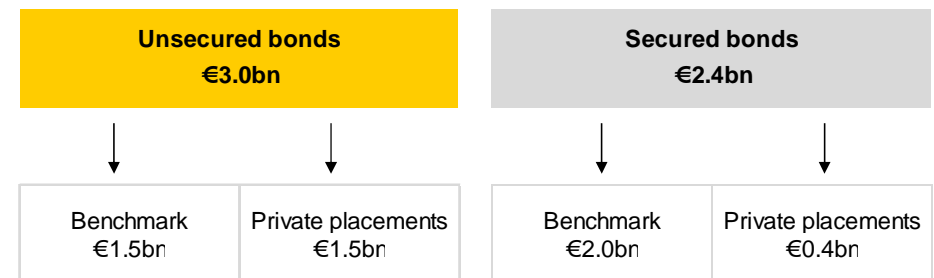 Unsecured bonds
€3.0bn
Secured bonds
€2.4bn
Benchmark
€1.5bn
Private placements
€1.5bn
Benchmark
€2.0bn
Private placements
€0.4bn